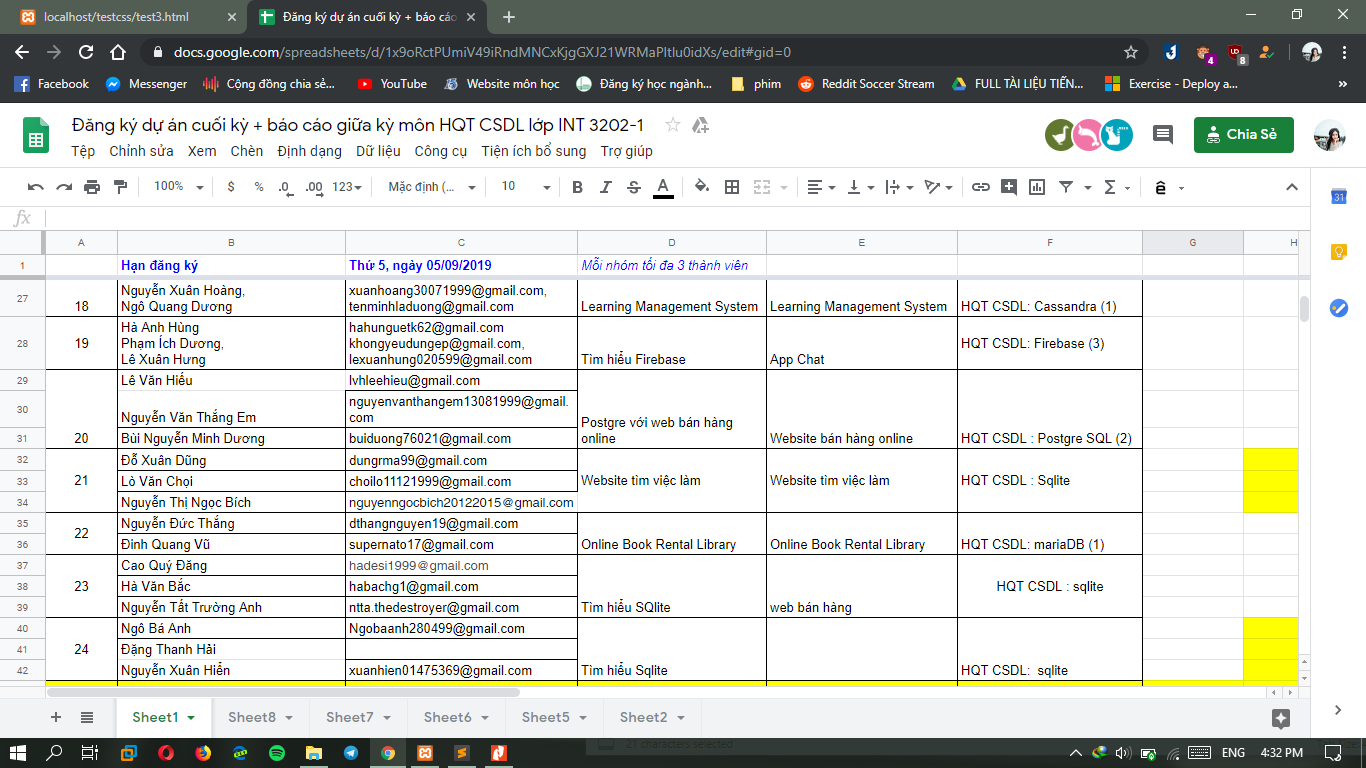 localhost/testcss/test3.html
Đăng ký dự án cuối kỳ + báo cáo
docs.google.com/spreadsheets/d/1x9oRctPUmiV49iRndMNCxKjgGXJ21WRMaPltlu0idXs/edit#gid=0
4
8
Facebook Messenger Cộng đồng chia sẻ... YouTube Website môn học Đăng ký học ngành... phim Reddit Soccer Stream FULL TÀI LIỆU TIẾN... Exercise - Deploy a... »
Đăng ký dự án cuối kỳ + báo cáo giữa kỳ môn HQT CSDL lớp INT 3202-1
Chia Sẻ
Tệp Chỉnh sửa Xem Chèn Định dạng Dữ liệu Công cụ Tiện ích bổ sung Trợ giúp
100% $ % .0 .00 123 Mặc định (... 10 B I S A Σ ê
31
fx
A B C D E F G H
1 Hạn đăng ký Thứ 5, ngày 05/09/2019 Mỗi nhóm tối đa 3 thành viên
27 18 Nguyễn Xuân Hoàng, xuanhoang30071999@gmail.com,
Ngô Quang Dương tenminhladuong@gmail.com Learning Management System Learning Management System HQT CSDL: Cassandra (1)
28 19 Hà Anh Hùng hahunguetk62@gmail.com
Phạm Ích Dương, khongyeudungep@gmail.com, HQT CSDL: Firebase (3)
Lê Xuân Hưng lexuanhung020599@gmail.com Tìm hiểu Firebase App Chat
29 Lê Văn Hiếu lvhleehieu@gmail.com
30 Nguyễn Văn Thắng Em nguyenvanthangem13081999@gmail.
com
31 20 Bùi Nguyễn Minh Dương buiduong76021@gmail.com Postgre với web bán hàng
online Website bán hàng online HQT CSDL : Postgre SQL (2)
32 Đỗ Xuân Dũng dungrma99@gmail.com
33 21 Lò Văn Chọi choilo11121999@gmail.com Website tìm việc làm Website tìm việc làm HQT CSDL : Sqlite
34 Nguyễn Thị Ngọc Bích nguyenngocbich20122015@gmail.com
35 22 Nguyễn Đức Thắng dthangnguyen19@gmail.com
36 Đinh Quang Vũ supernato17@gmail.com Online Book Rental Library Online Book Rental Library HQT CSDL: mariaDB (1)
37 Cao Quý Đăng hadesi1999@gmail.com
38 23 Hà Văn Bắc habachg1@gmail.com HQT CSDL : sqlite
39 Nguyễn Tất Trường Anh ntta.thedestroyer@gmail.com Tìm hiểu SQlite web bán hàng
40 Ngô Bá Anh Ngobaanh280499@gmail.com
41 24 Đặng Thanh Hải
42 Nguyễn Xuân Hiển xuanhien01475369@gmail.com Tìm hiểu Sqlite HQT CSDL: sqlite
+ Sheet1 Sheet8 Sheet7 Sheet6 Sheet5 Sheet2
21 characters selected
ENG 4:32 PM